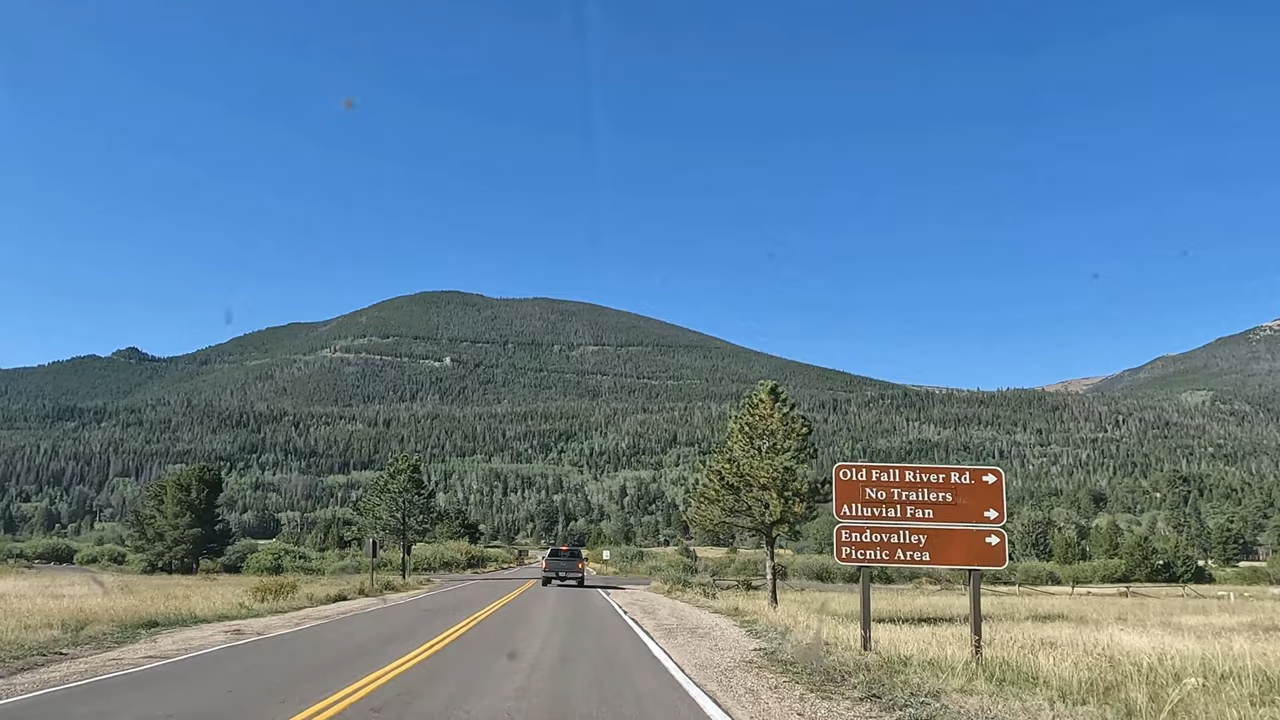 Old Fall River Rd.
No Trailers
Alluvial Fan
Endovalley
Picnic Area